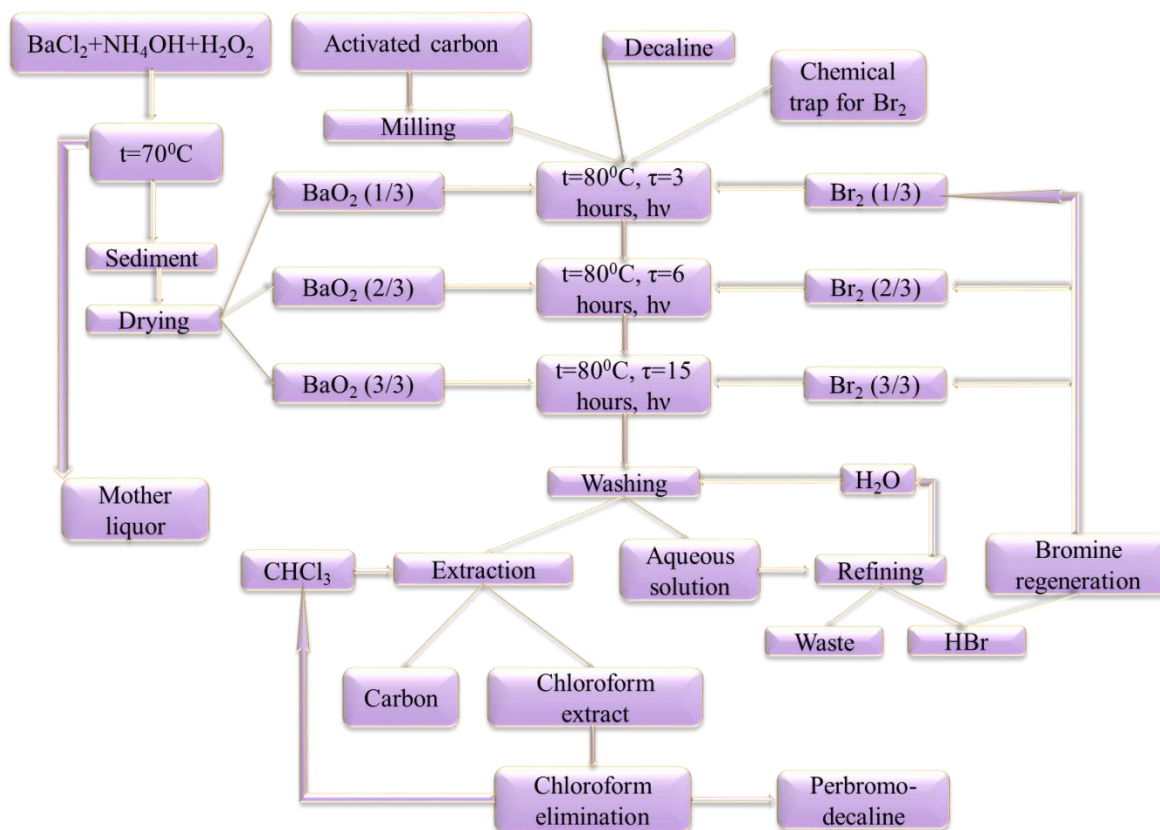 BaCl₂+NH₄OH+H₂O₂
Activated carbon
Decaline
Chemical
trap for Br₂
Milling
t=70⁰C
BaO₂ (1/3)
t=80⁰C, τ=3
hours, hν
Br₂ (1/3)
Sediment
BaO₂ (2/3)
t=80⁰C, τ=6
hours, hν
Br₂ (2/3)
Drying
BaO₂ (3/3)
t=80⁰C, τ=15
hours, hν
Br₂ (3/3)
Mother
liquor
Washing
H₂O
CHCl₃
Extraction
Aqueous
solution
Refining
Bromine
regeneration
Waste
HBr
Carbon
Chloroform
extract
Chloroform
elimination
Perbromo-
decaline